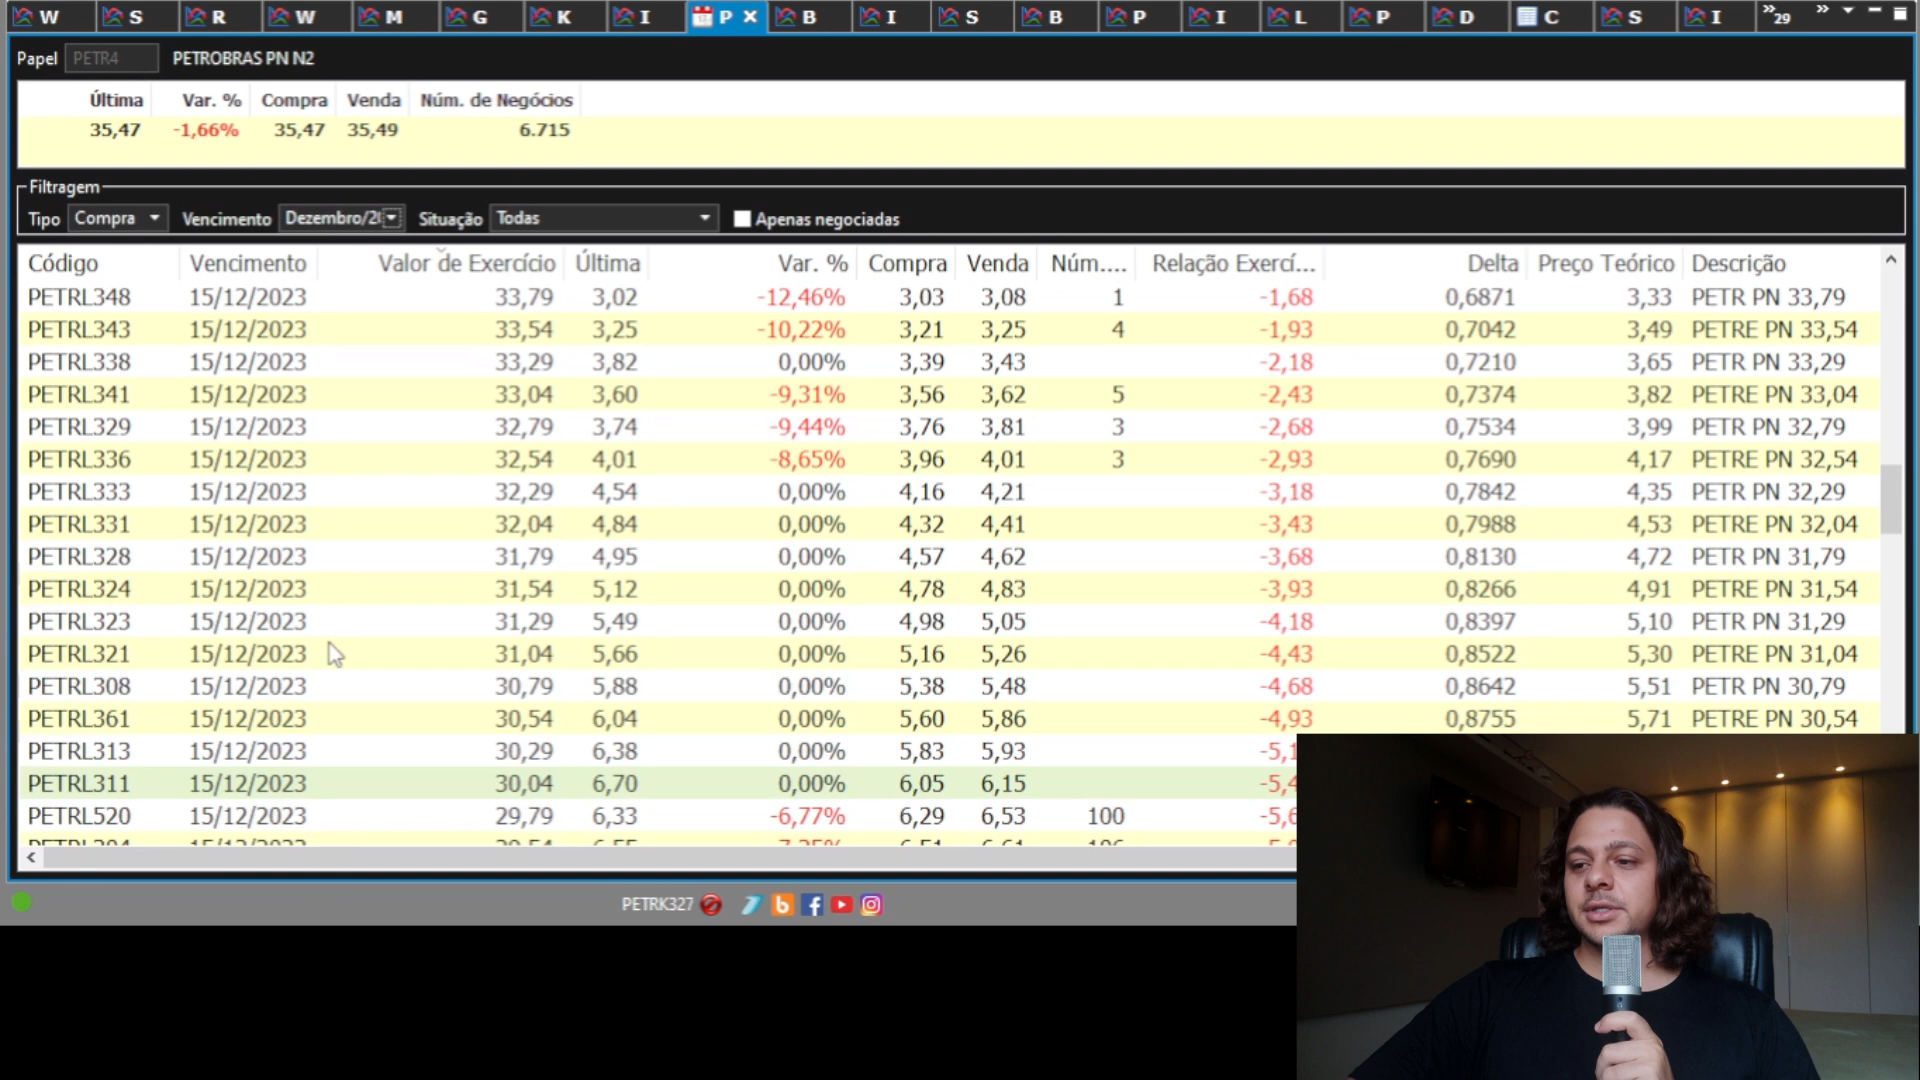 W S R W M G K I P × B I S B P I L P D C S I 29
Papel PETR4 PETROBRAS PN N2
Última Var. % Compra Venda Núm. de Negócios
35,47 -1,66% 35,47 35,49 6.715
Filtragem
Tipo Compra Vencimento Dezembro/2 Situação Todas Apenas negociadas
Código Vencimento Valor de Exercício Última Var. % Compra Venda Núm.... Relação Exercí... Delta Preço Teórico Descrição
PETRL348 15/12/2023 33,79 3,02 -12,46% 3,03 3,08 1 -1,68 0,6871 3,33 PETR PN 33,79
PETRL343 15/12/2023 33,54 3,25 -10,22% 3,21 3,25 4 -1,93 0,7042 3,49 PETRE PN 33,54
PETRL338 15/12/2023 33,29 3,82 0,00% 3,39 3,43 -2,18 0,7210 3,65 PETR PN 33,29
PETRL341 15/12/2023 33,04 3,60 -9,31% 3,56 3,62 5 -2,43 0,7374 3,82 PETRE PN 33,04
PETRL329 15/12/2023 32,79 3,74 -9,44% 3,76 3,81 3 -2,68 0,7534 3,99 PETR PN 32,79
PETRL336 15/12/2023 32,54 4,01 -8,65% 3,96 4,01 3 -2,93 0,7690 4,17 PETRE PN 32,54
PETRL333 15/12/2023 32,29 4,54 0,00% 4,16 4,21 -3,18 0,7842 4,35 PETR PN 32,29
PETRL331 15/12/2023 32,04 4,84 0,00% 4,32 4,41 -3,43 0,7988 4,53 PETRE PN 32,04
PETRL328 15/12/2023 31,79 4,95 0,00% 4,57 4,62 -3,68 0,8130 4,72 PETR PN 31,79
PETRL324 15/12/2023 31,54 5,12 0,00% 4,78 4,83 -3,93 0,8266 4,91 PETRE PN 31,54
PETRL323 15/12/2023 31,29 5,49 0,00% 4,98 5,05 -4,18 0,8397 5,10 PETR PN 31,29
PETRL321 15/12/2023 31,04 5,66 0,00% 5,16 5,26 -4,43 0,8522 5,30 PETRE PN 31,04
PETRL308 15/12/2023 30,79 5,88 0,00% 5,38 5,48 -4,68 0,8642 5,51 PETR PN 30,79
PETRL361 15/12/2023 30,54 6,04 0,00% 5,60 5,86 -4,93 0,8755 5,71 PETRE PN 30,54
PETRL313 15/12/2023 30,29 6,38 0,00% 5,83 5,93 -5,1
PETRL311 15/12/2023 30,04 6,70 0,00% 6,05 6,15 -5,4
PETRL520 15/12/2023 29,79 6,33 -6,77% 6,29 6,53 100 -5,6
PETRK327